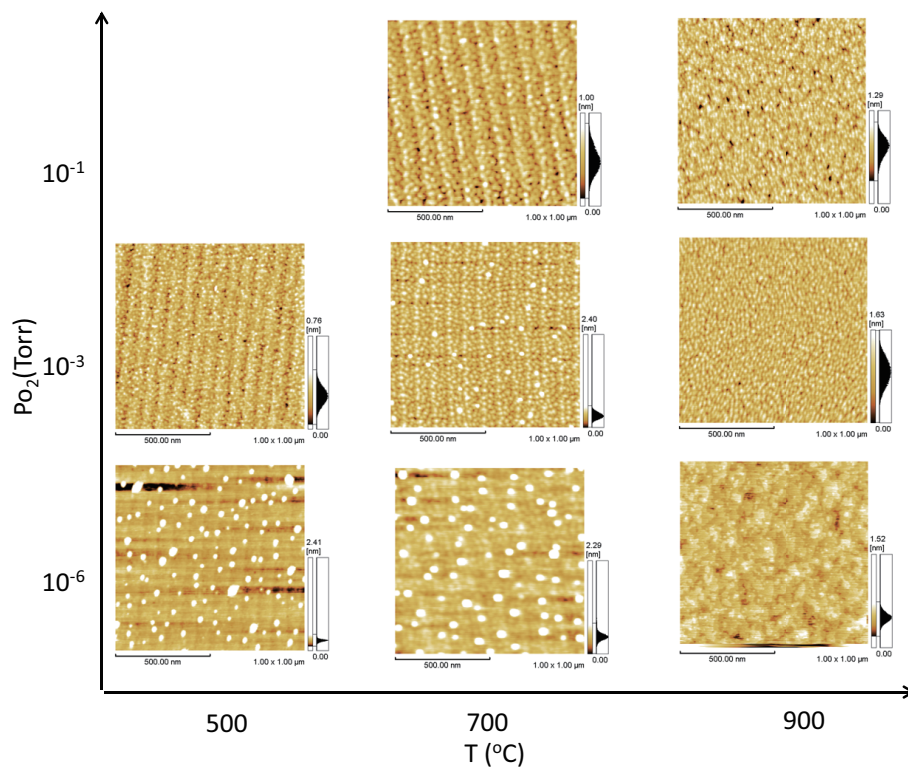 1.00
[nm]
0.00
500.00 nm 1.00 x 1.00 µm
1.29
[nm]
0.00
500.00 nm 1.00 x 1.00 µm
10⁻¹
0.76
[nm]
0.00
500.00 nm 1.00 x 1.00 µm
2.40
[nm]
0.00
500.00 nm 1.00 x 1.00 µm
1.63
[nm]
0.00
500.00 nm 1.00 x 1.00 µm
Po₂(Torr)
10⁻³
2.41
[nm]
0.00
500.00 nm 1.00 x 1.00 µm
2.29
[nm]
0.00
500.00 nm 1.00 x 1.00 µm
1.52
[nm]
0.00
500.00 nm 1.00 x 1.00 µm
10⁻⁶
500 700 900
T (ᵒC)